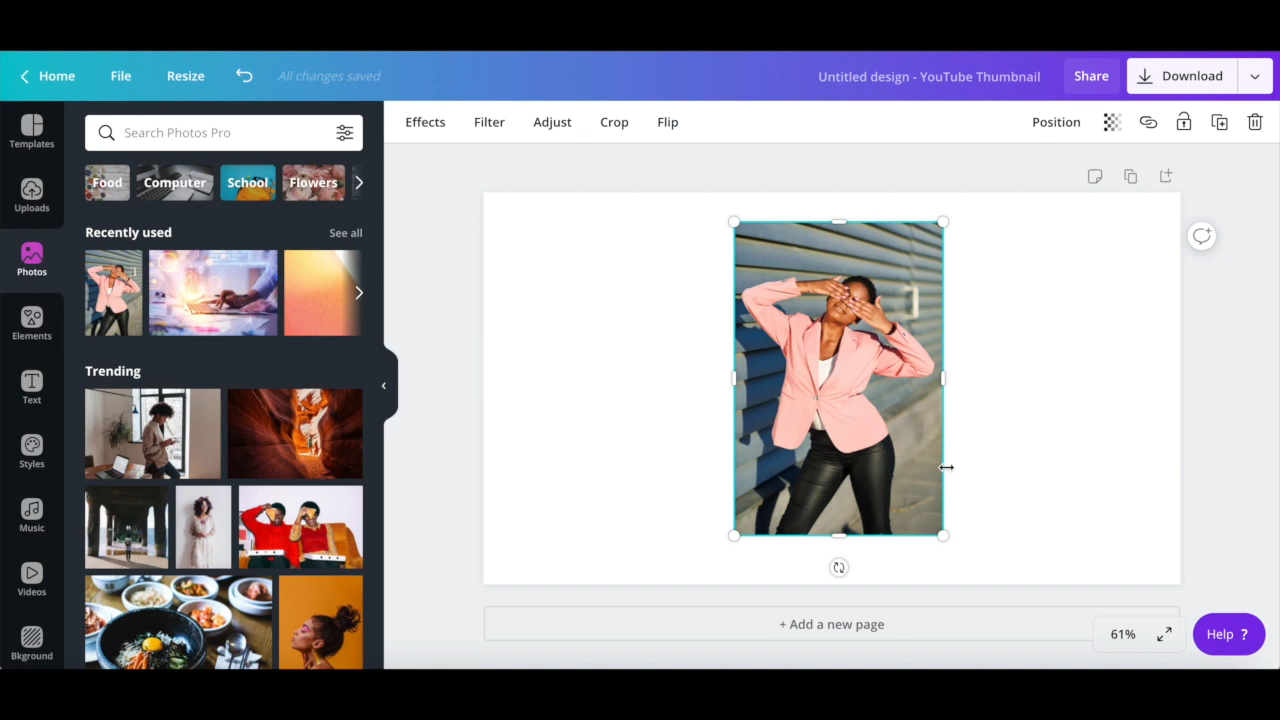 Home File Resize All changes saved Untitled design - YouTube Thumbnail Share Download
Templates
Uploads
Photos
Elements
Text
Styles
Music
Videos
Bkground
Search Photos Pro
Food Computer School Flowers
Recently used See all
Trending
Effects Filter Adjust Crop Flip Position
+ Add a new page
61% Help ?